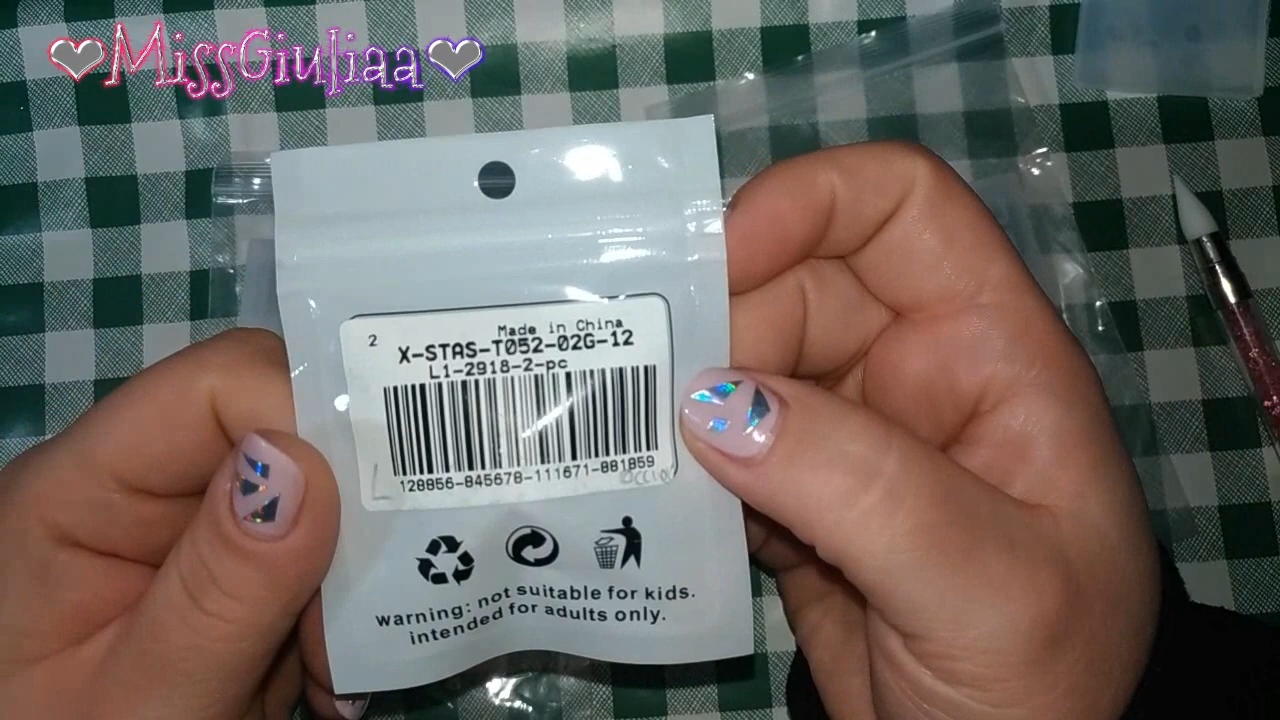 ❤MissGiuliaa❤
2
Made in China
X-STAS-T052-02G-12
L1-2918-2-pc
128856-845678-111671-881859
warning: not suitable for kids.
intended for adults only.